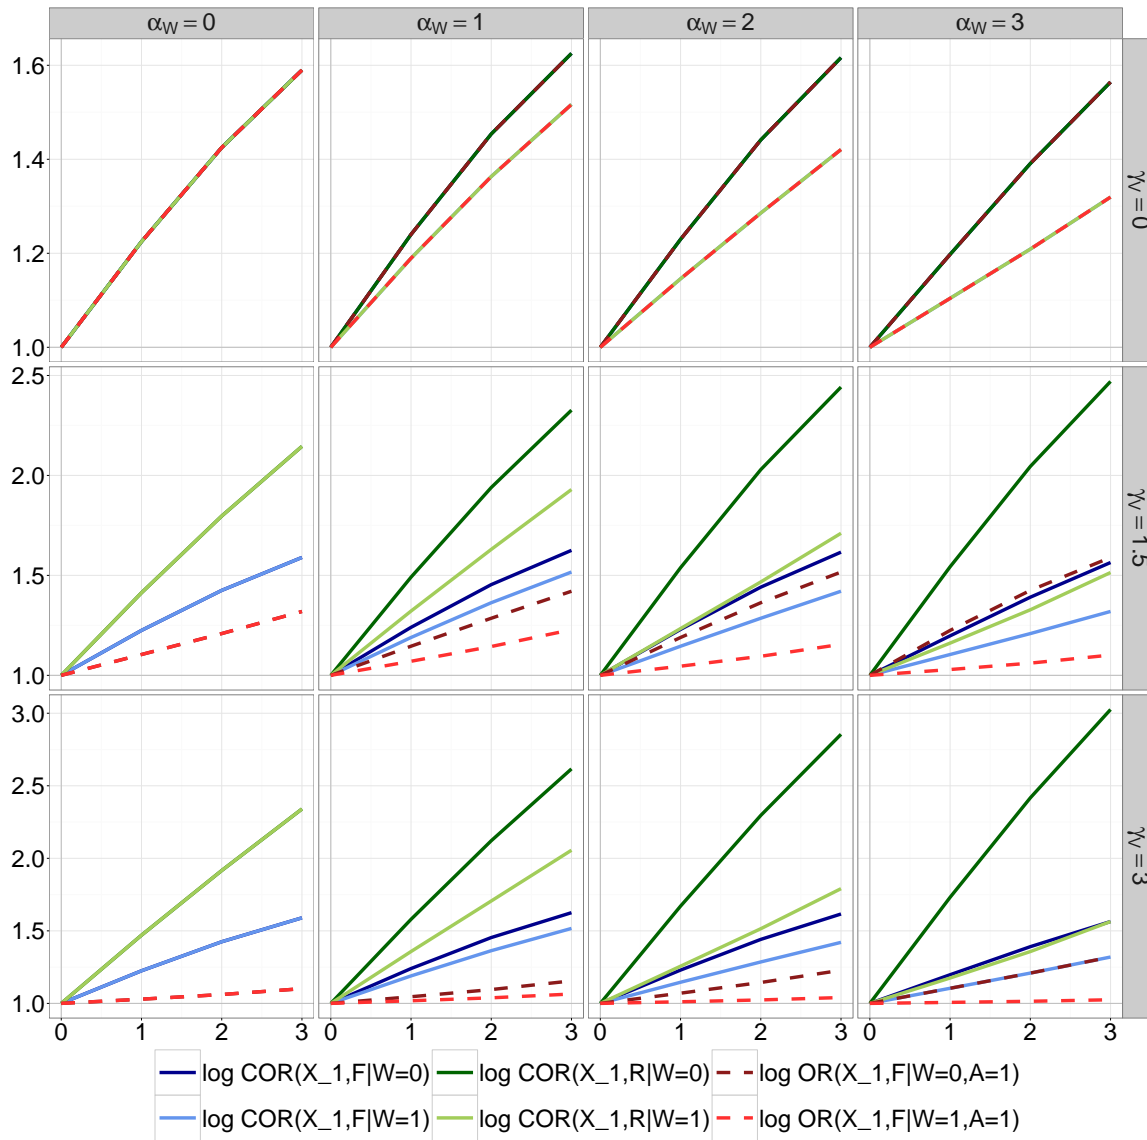 α_W = 0
α_W = 1
α_W = 2
α_W = 3
1.6
1.4
1.2
1.0
γ_V = 0
2.5
2.0
1.5
1.0
γ_V = 1.5
3.0
2.5
2.0
1.5
1.0
γ_V = 3
0 1 2 3 0 1 2 3 0 1 2 3 0 1 2 3
log COR(X_1,F|W=0) log COR(X_1,R|W=0) log OR(X_1,F|W=0,A=1)
log COR(X_1,F|W=1) log COR(X_1,R|W=1) log OR(X_1,F|W=1,A=1)